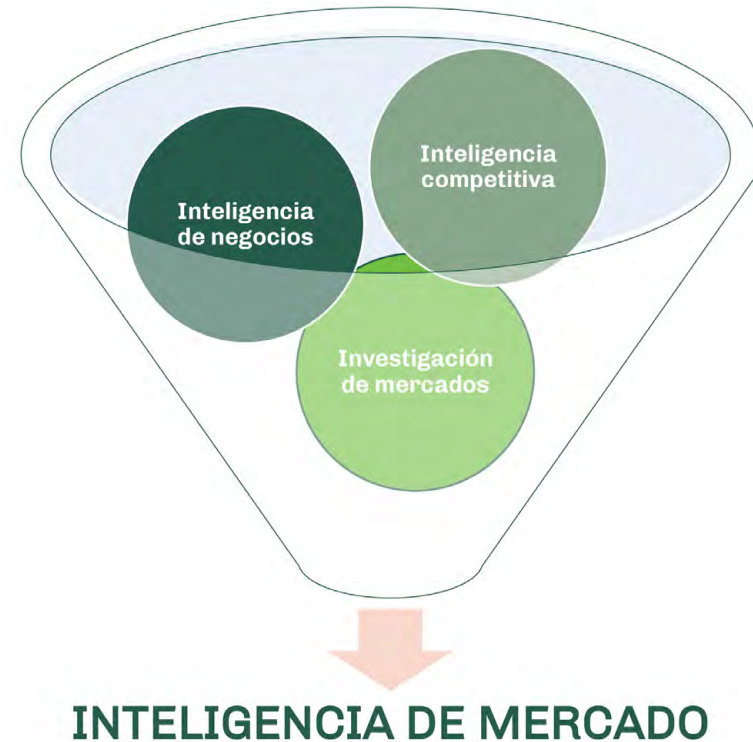 Inteligencia
competitiva
Inteligencia
de negocios
Investigación
de mercados
INTELIGENCIA DE MERCADO